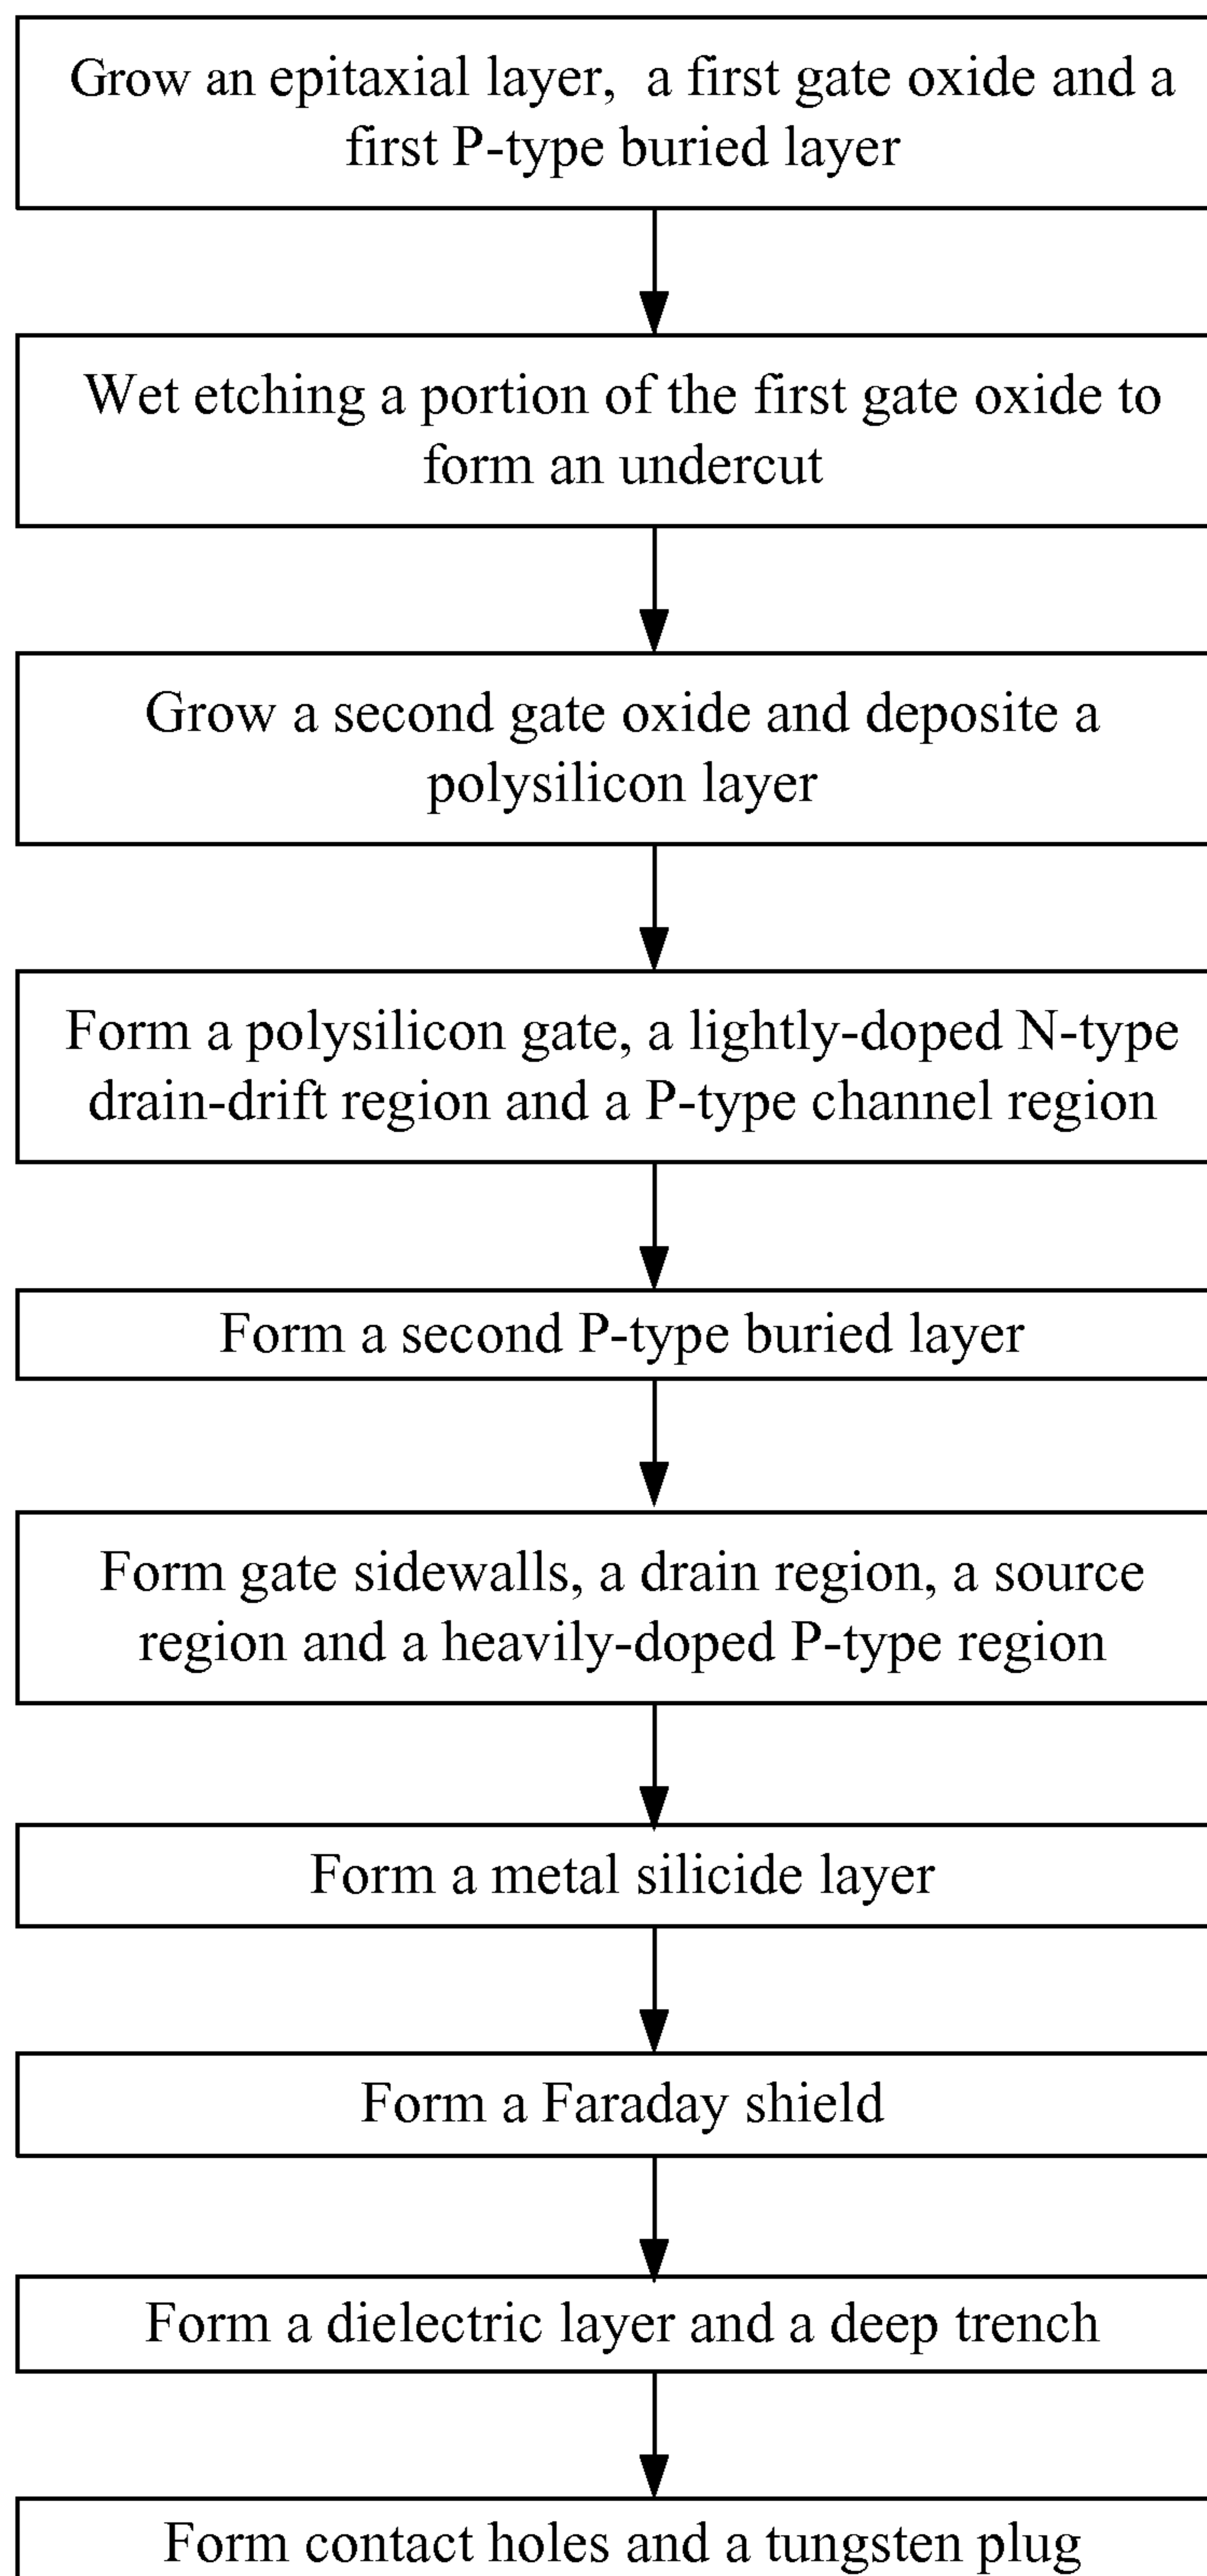 Grow an epitaxial layer,  a first gate oxide and a
first P-type buried layer
Wet etching a portion of the first gate oxide to
form an undercut
Grow a second gate oxide and deposite a
polysilicon layer
Form a polysilicon gate, a lightly-doped N-type
drain-drift region and a P-type channel region
Form a second P-type buried layer
Form gate sidewalls, a drain region, a source
region and a heavily-doped P-type region
Form a metal silicide layer
Form a Faraday shield
Form a dielectric layer and a deep trench
Form contact holes and a tungsten plug